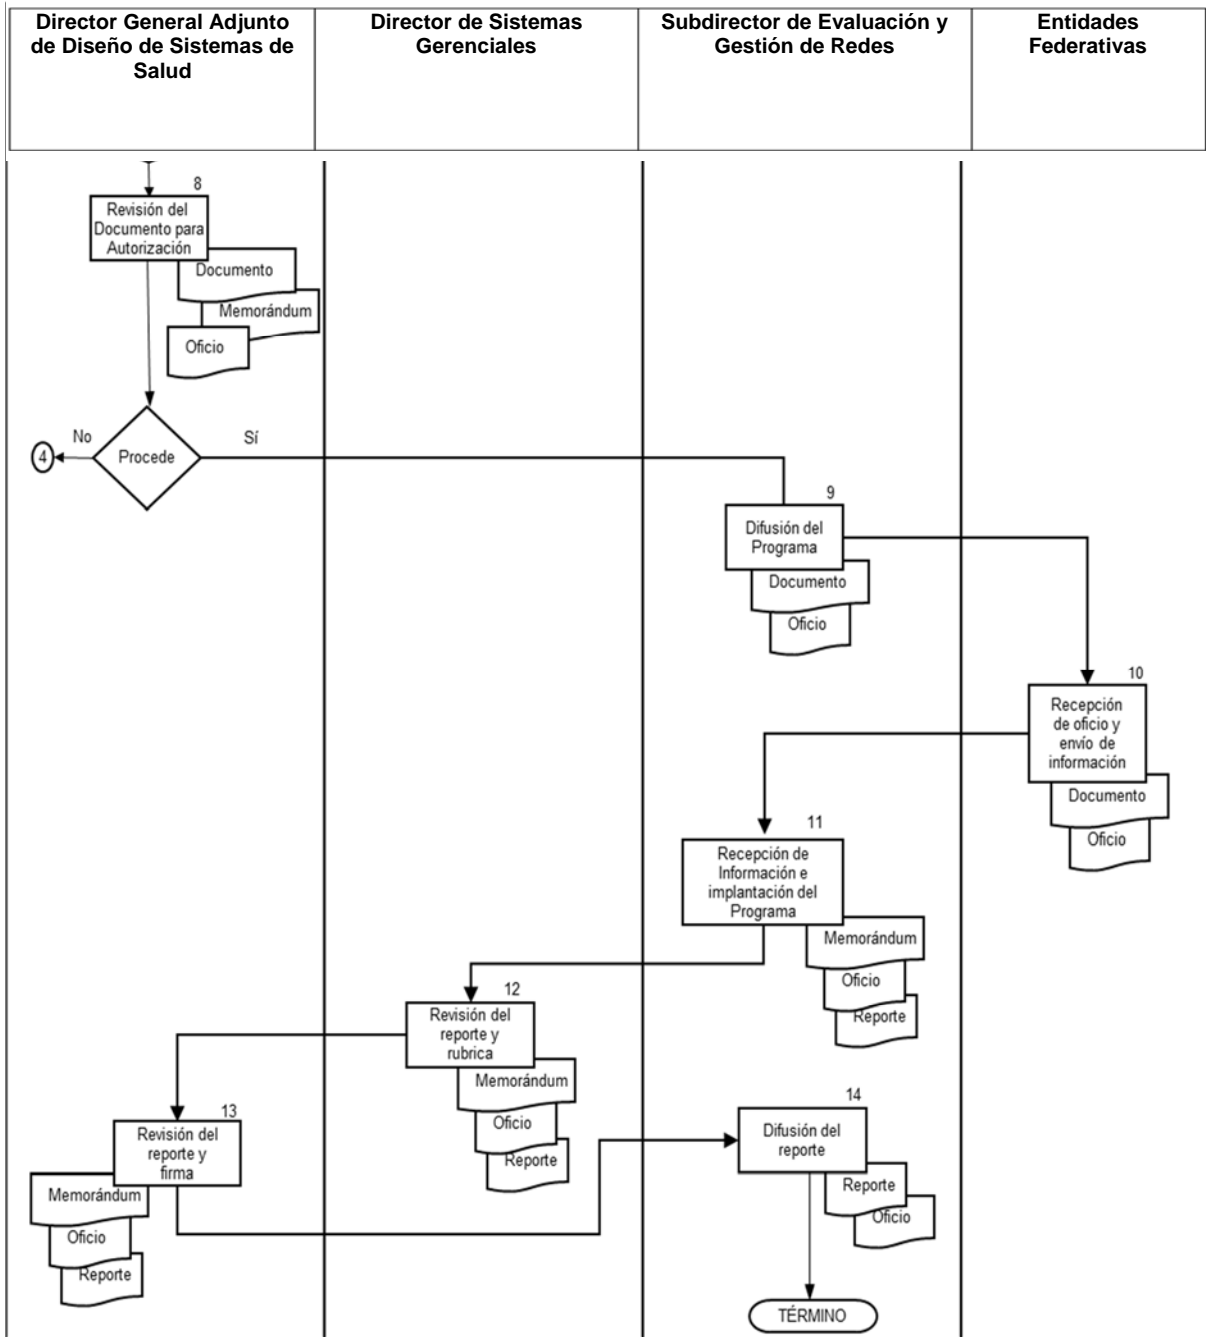 Director General Adjunto
de Diseño de Sistemas de
Salud
Director de Sistemas
Gerenciales
Subdirector de Evaluación y
Gestión de Redes
Entidades
Federativas
8
Revisión del
Documento para
Autorización
Documento
Memorándum
Oficio
4
No
Procede
Sí
9
Difusión del
Programa
Documento
Oficio
10
Recepción
de oficio y
envío de
información
Documento
Oficio
11
Recepción de
Información e
implantación del
Programa
Memorándum
Oficio
Reporte
12
Revisión del
reporte y
rubrica
Memorándum
Oficio
Reporte
13
Revisión del
reporte y
firma
Memorándum
Oficio
Reporte
14
Difusión del
reporte
Reporte
Oficio
TÉRMINO